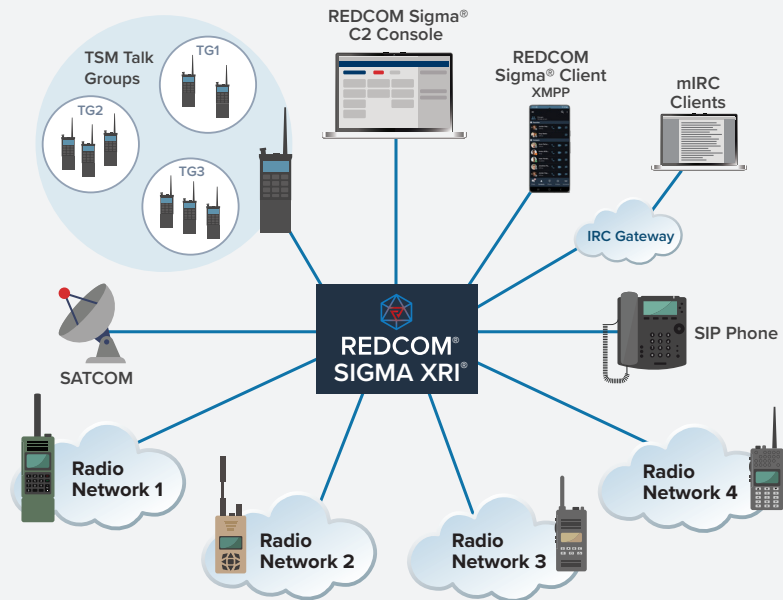 REDCOM Sigma®
C2 Console
TSM Talk
Groups
TG1
TG2
TG3
REDCOM
Sigma® Client
XMPP
mIRC
Clients
IRC Gateway
SATCOM
REDCOM®
SIGMA XRI®
SIP Phone
Radio
Network 1
Radio
Network 2
Radio
Network 3
Radio
Network 4